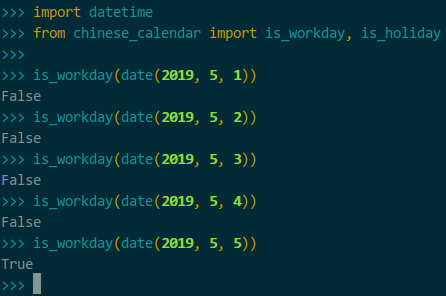 >>> import datetime
>>> from chinese_calendar import is_workday, is_holiday
>>>
>>> is_workday(date(2019, 5, 1))
False
>>> is_workday(date(2019, 5, 2))
False
>>> is_workday(date(2019, 5, 3))
False
>>> is_workday(date(2019, 5, 4))
False
>>> is_workday(date(2019, 5, 5))
True
>>>